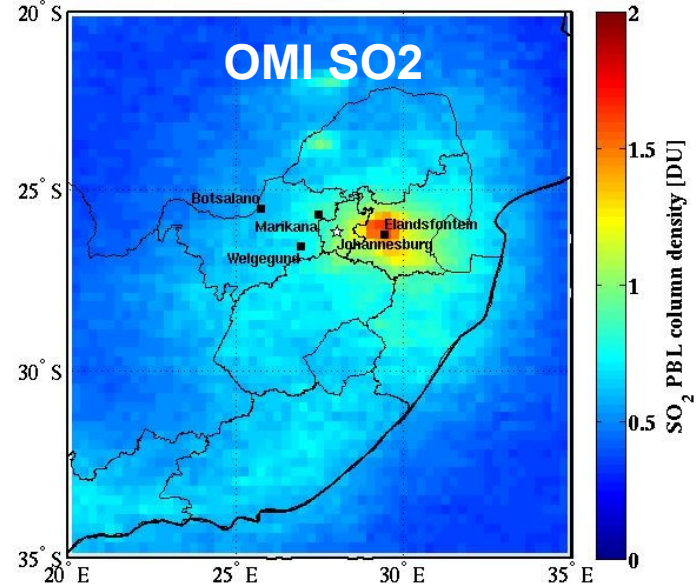 OMI SO2
20° S
25° S
30° S
35° S
20° E
25° E
30° E
35° E
Botsalano
Marikana
Elandsfontein
Johannesburg
Welgegund
2
1.5
1
0.5
0
SO₂ PBL column density [DU]